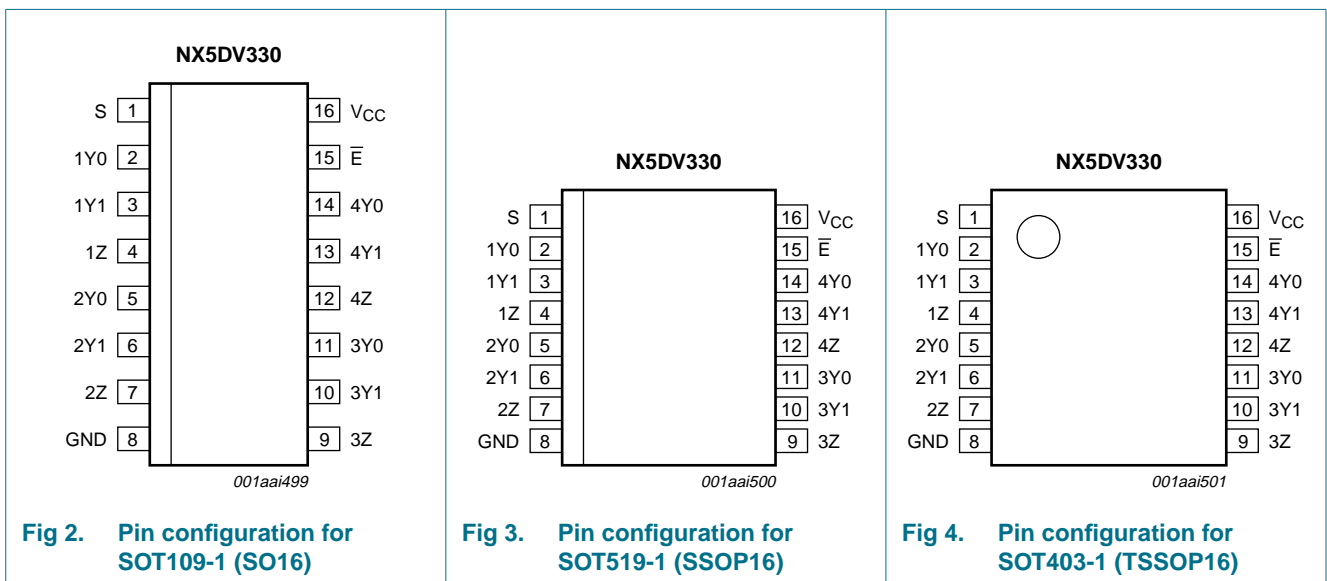 NX5DV330
S 1 16 VCC
1Y0 2 15 E̅
1Y1 3 14 4Y0
1Z 4 13 4Y1
2Y0 5 12 4Z
2Y1 6 11 3Y0
2Z 7 10 3Y1
GND 8 9 3Z
001aai499
Fig 2. Pin configuration for
SOT109-1 (SO16)
NX5DV330
S 1 16 VCC
1Y0 2 15 E̅
1Y1 3 14 4Y0
1Z 4 13 4Y1
2Y0 5 12 4Z
2Y1 6 11 3Y0
2Z 7 10 3Y1
GND 8 9 3Z
001aai500
Fig 3. Pin configuration for
SOT519-1 (SSOP16)
NX5DV330
S 1 16 VCC
1Y0 2 15 E̅
1Y1 3 14 4Y0
1Z 4 13 4Y1
2Y0 5 12 4Z
2Y1 6 11 3Y0
2Z 7 10 3Y1
GND 8 9 3Z
001aai501
Fig 4. Pin configuration for
SOT403-1 (TSSOP16)